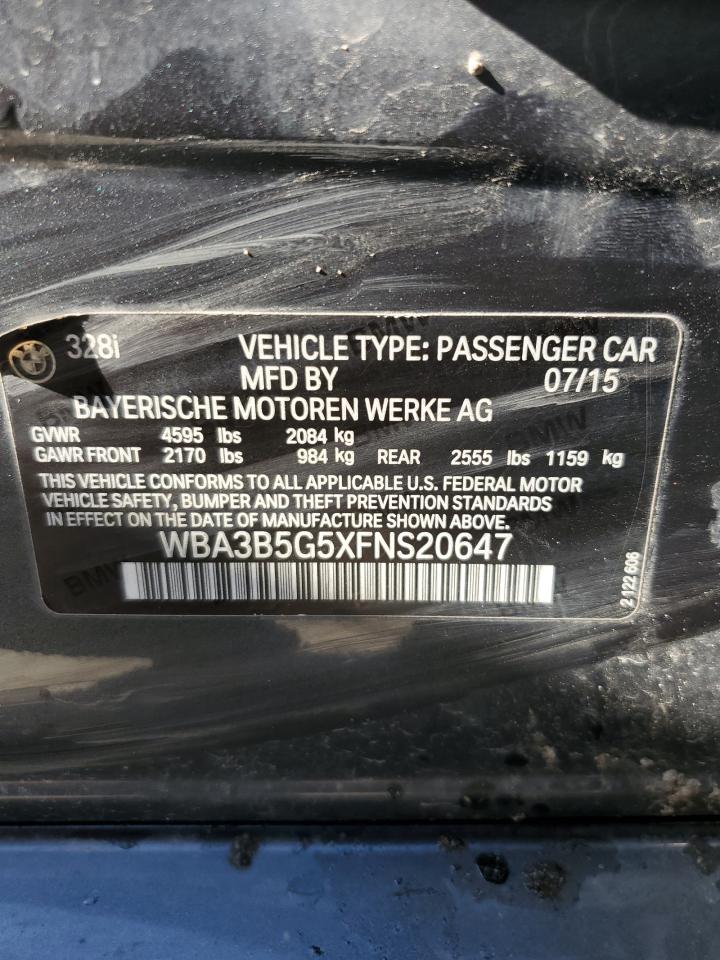 328i VEHICLE TYPE: PASSENGER CAR
MFD BY 07/15
BAYERISCHE MOTOREN WERKE AG
GVWR 4595 lbs 2084 kg
GAWR FRONT 2170 lbs 984 kg REAR 2555 lbs 1159 kg
THIS VEHICLE CONFORMS TO ALL APPLICABLE U.S. FEDERAL MOTOR
VEHICLE SAFETY, BUMPER AND THEFT PREVENTION STANDARDS
IN EFFECT ON THE DATE OF MANUFACTURE SHOWN ABOVE.
WBA3B5G5XFNS20647
2 122 606
BMW
BMW
BMW